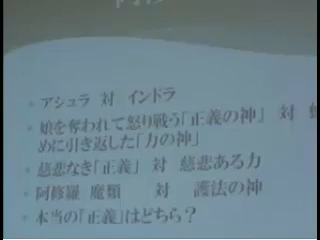 ・アシュラ 対 インドラ
・娘を奪われて怒り戦う「正義の神」 対
めに引き返した「力の神」
・慈悲なき「正義」 対 慈悲ある力
・阿修羅 魔類 対 護法の神
・本当の「正義」はどちら？